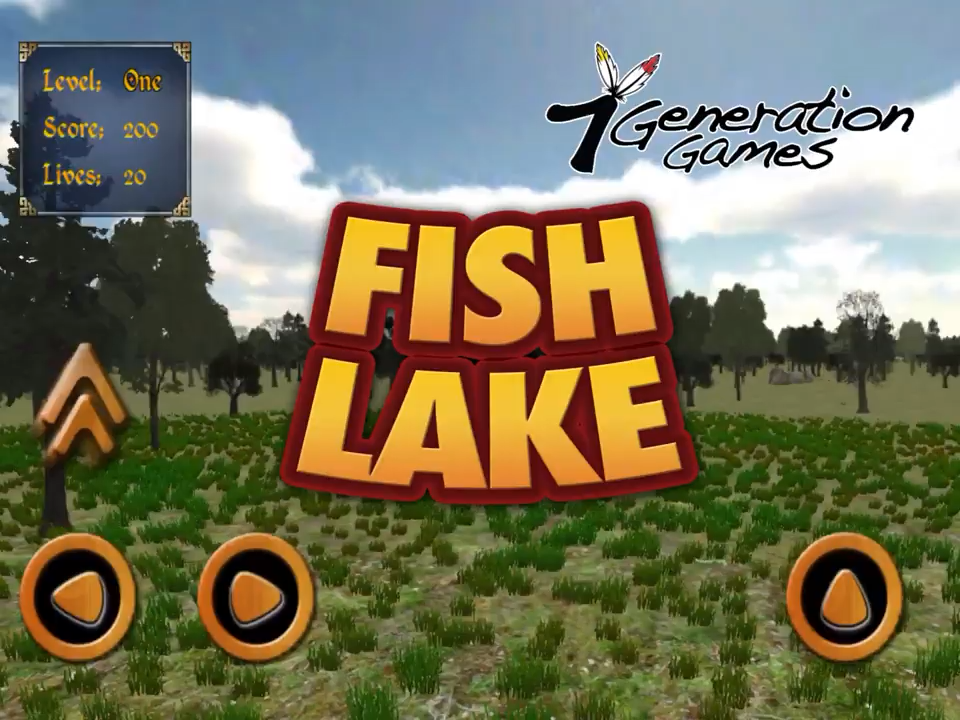 Level: One
Score: 200
Lives: 20
7 Generation
Games
FISH
LAKE